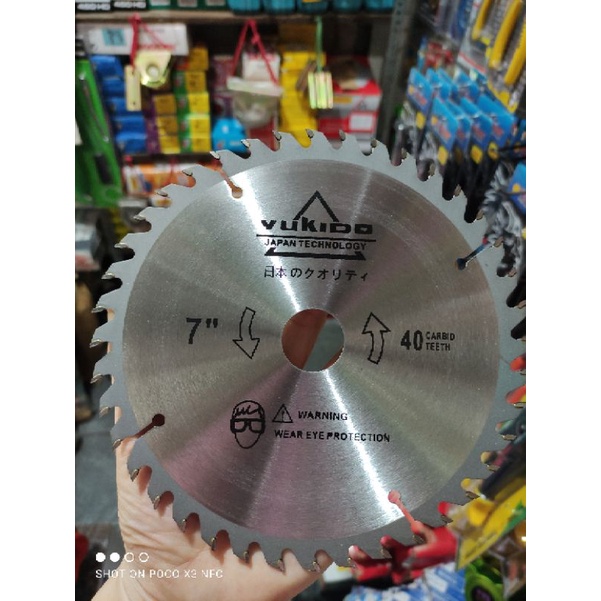 YUKIDO
JAPAN TECHNOLOGY
日本のクオリティ
7"
40 CARBID
TEETH
WARNING
WEAR EYE PROTECTION
SHOT ON POCO X3 NFC